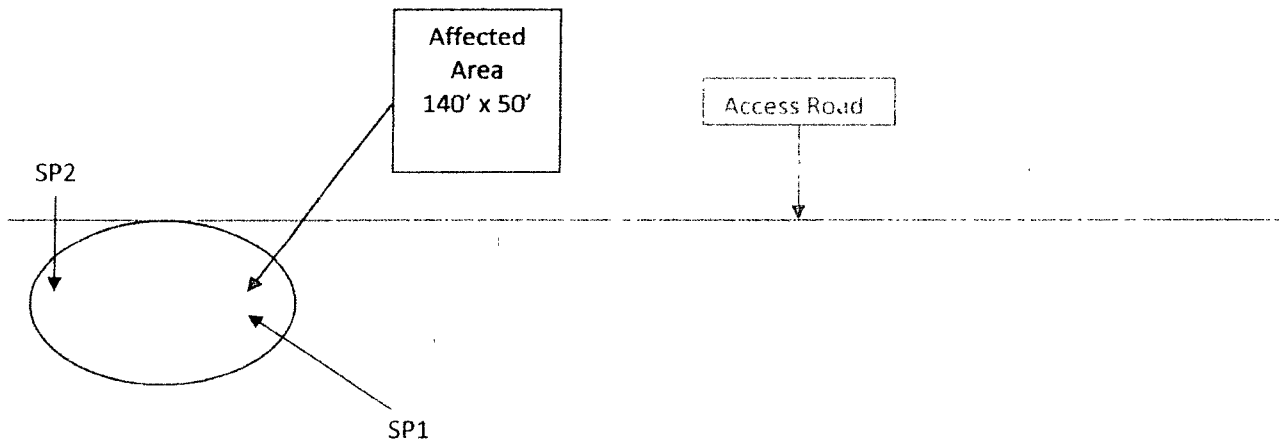 Affected
Area
140' x 50'
Access Road
SP2
SP1